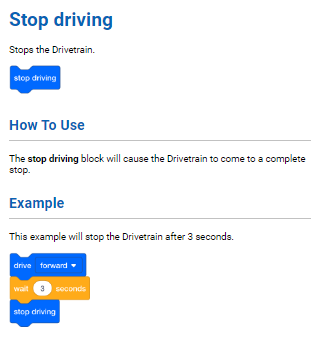 Stop driving
Stops the Drivetrain.
stop driving
How To Use
The stop driving block will cause the Drivetrain to come to a complete
stop.
Example
This example will stop the Drivetrain after 3 seconds.
drive forward
wait 3 seconds
stop driving